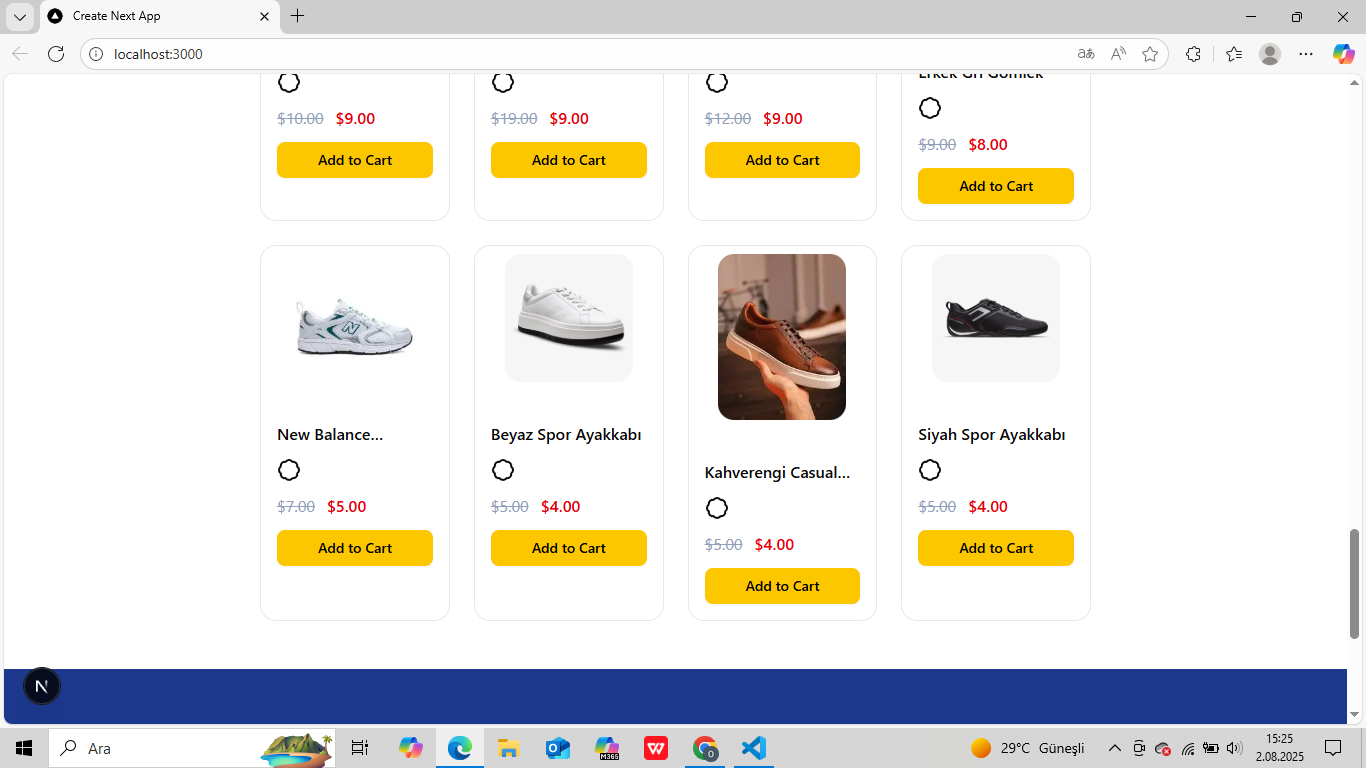 Create Next App
localhost:3000
Erkek Gri Gömlek
$10.00 $9.00
$19.00 $9.00
$12.00 $9.00
$9.00 $8.00
Add to Cart
Add to Cart
Add to Cart
Add to Cart
N
New Balance...
Beyaz Spor Ayakkabı
Kahverengi Casual...
Siyah Spor Ayakkabı
$7.00 $5.00
$5.00 $4.00
$5.00 $4.00
$5.00 $4.00
Add to Cart
Add to Cart
Add to Cart
Add to Cart
N
Ara
M365
W
O
29°C Güneşli
15:25
2.08.2025